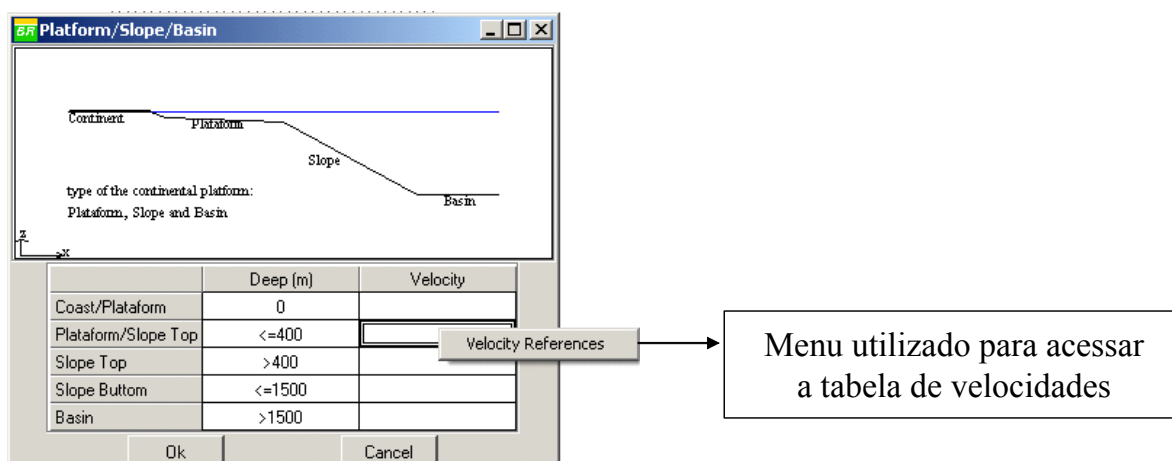 BR Platform/Slope/Basin
Continent
Plataform
Slope
type of the continental platform:
Basin
Plataform, Slope and Basin
z
x
Deep (m) Velocity
Coast/Plataform 0
Plataform/Slope Top <=400
Velocity References
Menu utilizado para acessar
a tabela de velocidades
Slope Top >400
Slope Buttom <=1500
Basin >1500
Ok Cancel